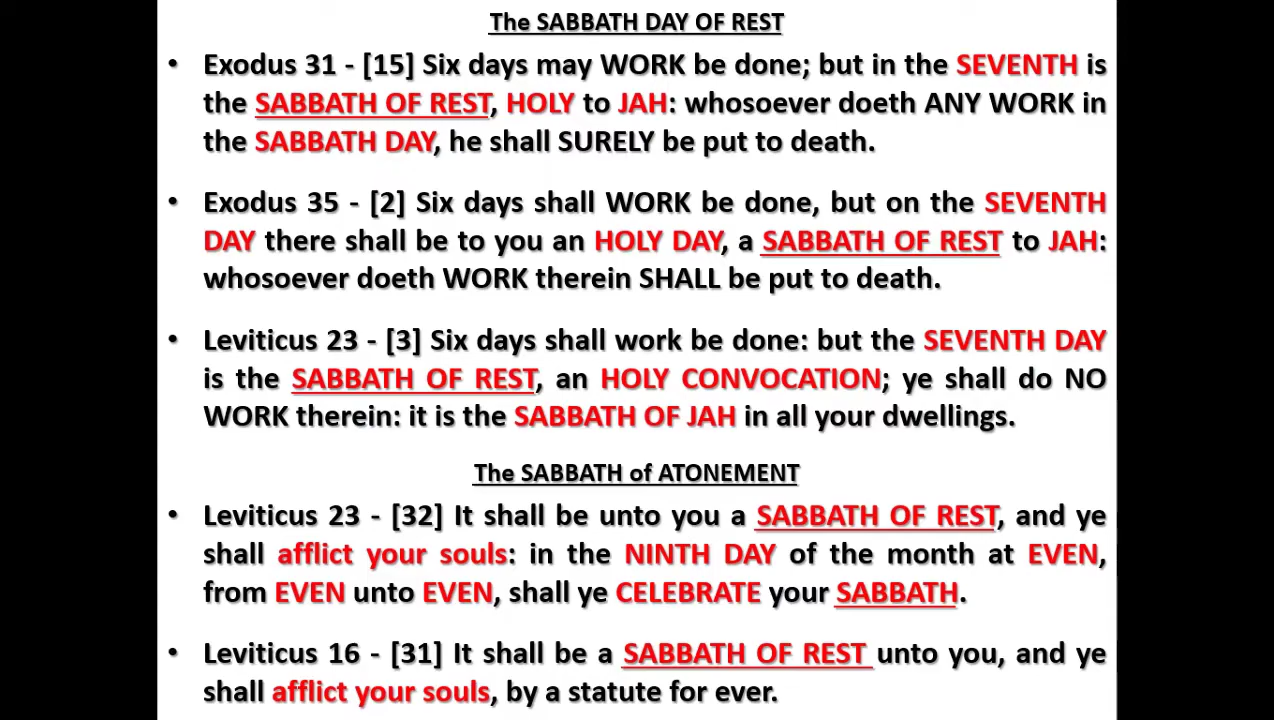 The SABBATH DAY OF REST
• Exodus 31 - [15] Six days may WORK be done; but in the SEVENTH is
the SABBATH OF REST, HOLY to JAH: whosoever doeth ANY WORK in
the SABBATH DAY, he shall SURELY be put to death.
• Exodus 35 - [2] Six days shall WORK be done, but on the SEVENTH
DAY there shall be to you an HOLY DAY, a SABBATH OF REST to JAH:
whosoever doeth WORK therein SHALL be put to death.
• Leviticus 23 - [3] Six days shall work be done: but the SEVENTH DAY
is the SABBATH OF REST, an HOLY CONVOCATION; ye shall do NO
WORK therein: it is the SABBATH OF JAH in all your dwellings.
The SABBATH of ATONEMENT
• Leviticus 23 - [32] It shall be unto you a SABBATH OF REST, and ye
shall afflict your souls: in the NINTH DAY of the month at EVEN,
from EVEN unto EVEN, shall ye CELEBRATE your SABBATH.
• Leviticus 16 - [31] It shall be a SABBATH OF REST unto you, and ye
shall afflict your souls, by a statute for ever.